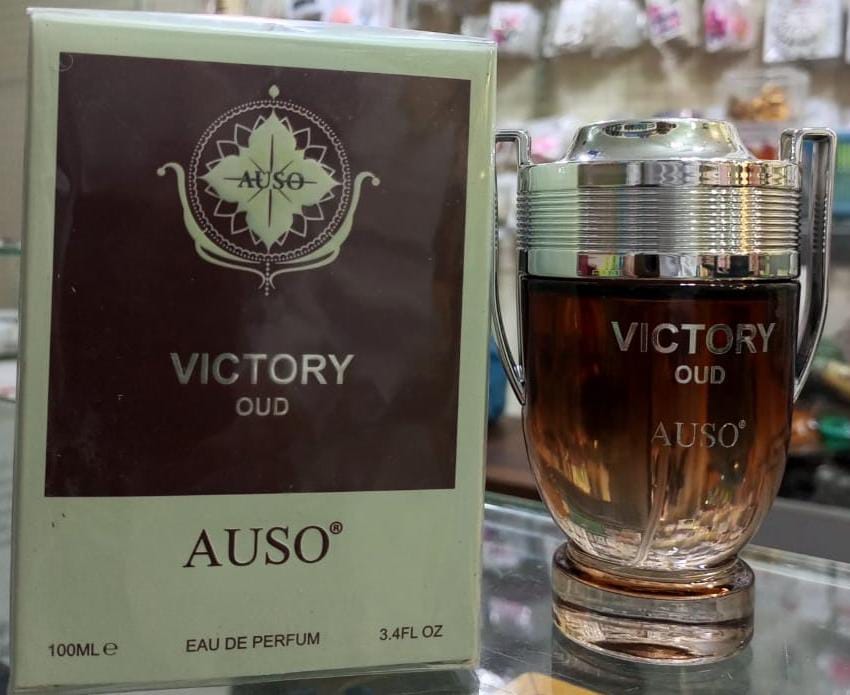 AUSO
VICTORY
OUD
AUSO®
100ML ℮
EAU DE PERFUM
3.4FL OZ
VICTORY
OUD
AUSO®